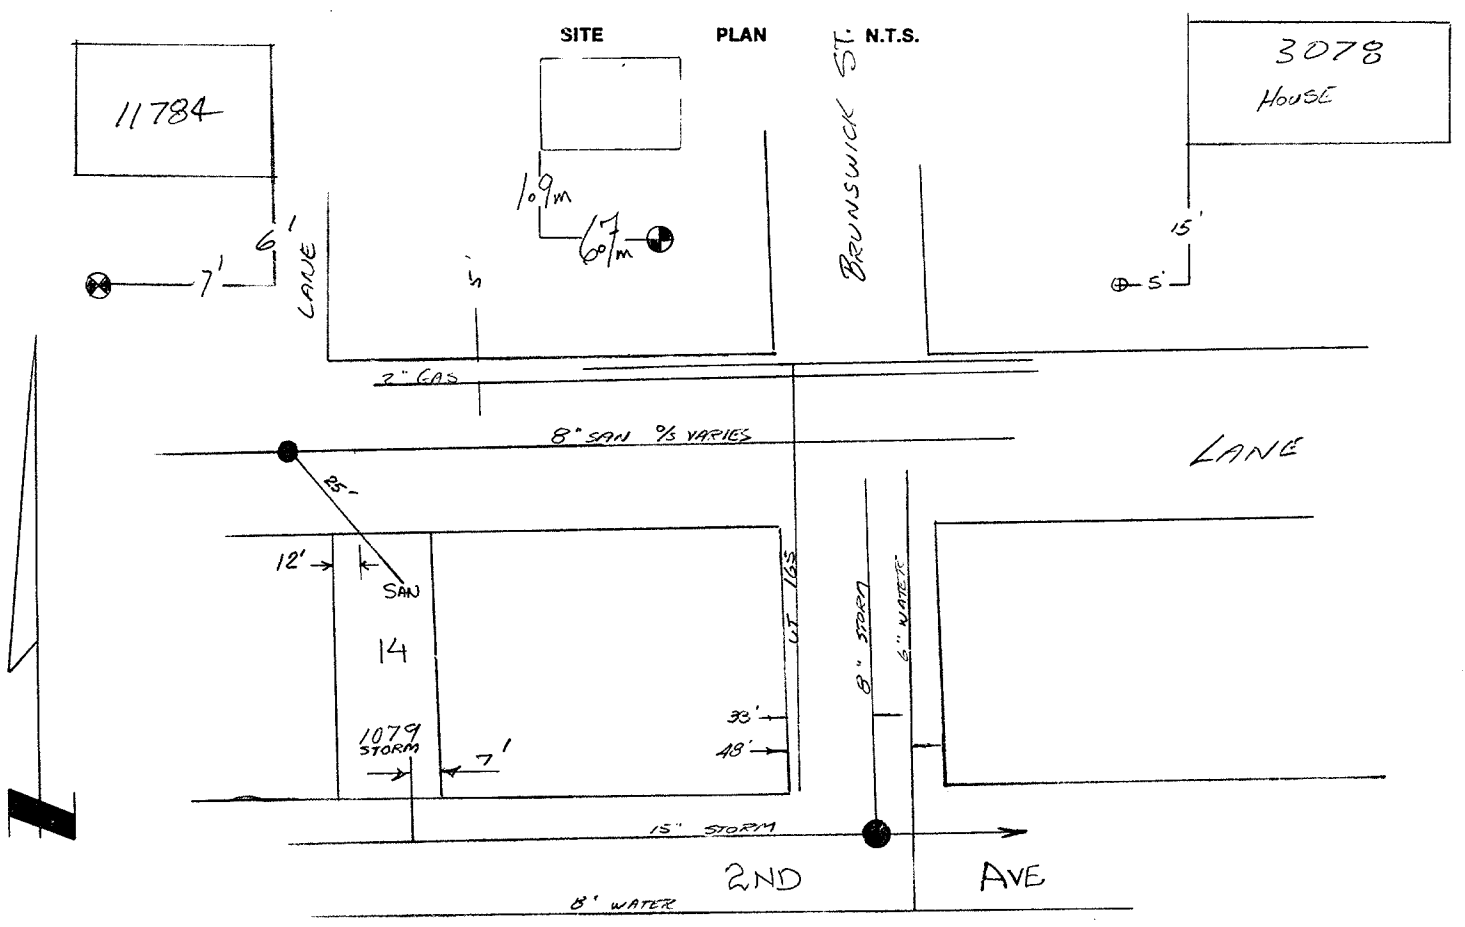 SITE PLAN N.T.S.
11784
3078
HOUSE
BRUNSWICK ST.
1.9m
6.7m
6'
7'
LANE
15'
5'
5'
2" GAS
8" SAN O/S VARIES
LANE
25'
12'
SAN
14
1079
STORM
7'
UT 165
8" STORM
6" WATER
33'
48'
15" STORM
2ND AVE
8' WATER